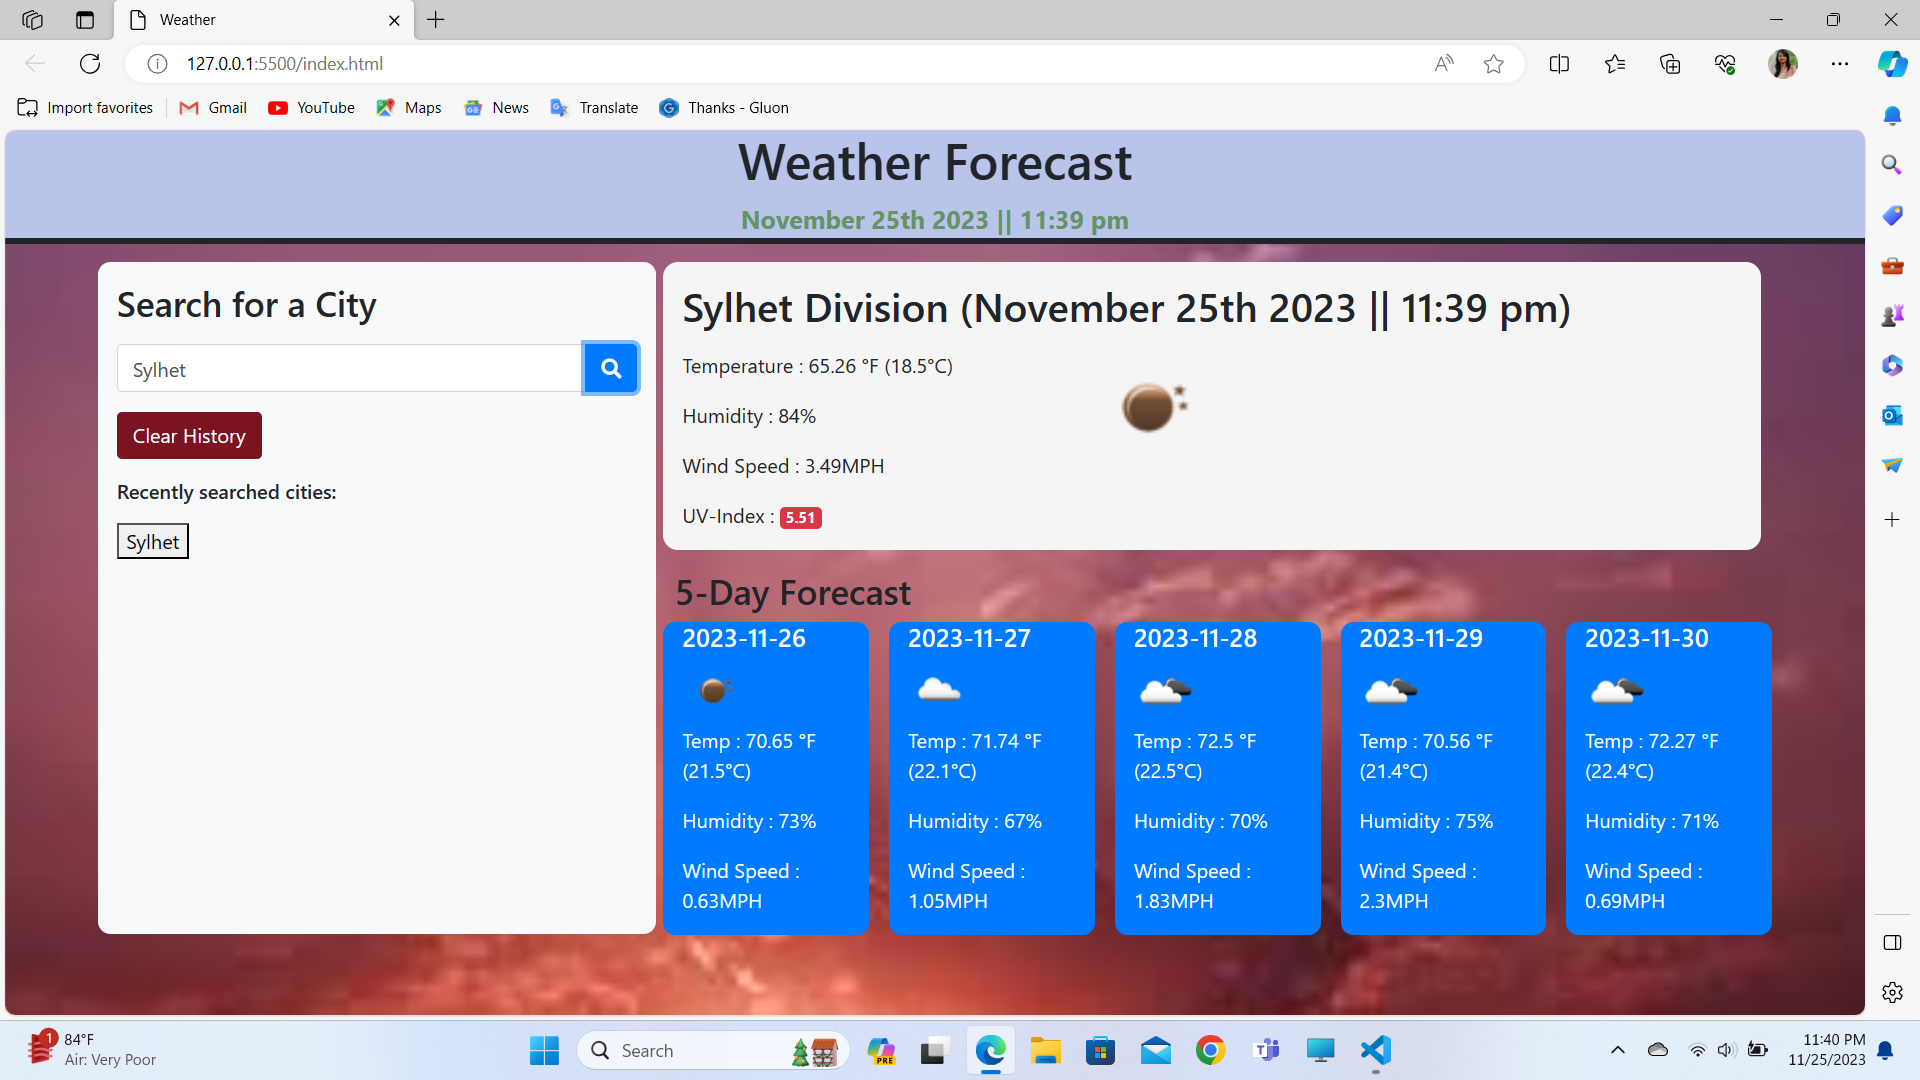 Weather
127.0.0.1:5500/index.html
Import favorites Gmail YouTube Maps News Translate Thanks - Gluon
Weather Forecast
November 25th 2023 || 11:39 pm
Search for a City
Sylhet
Clear History
Recently searched cities:
Sylhet
Sylhet Division (November 25th 2023 || 11:39 pm)
Temperature : 65.26 °F (18.5°C)
Humidity : 84%
Wind Speed : 3.49MPH
UV-Index : 5.51
5-Day Forecast
2023-11-26
Temp : 70.65 °F
(21.5°C)
Humidity : 73%
Wind Speed :
0.63MPH
2023-11-27
Temp : 71.74 °F
(22.1°C)
Humidity : 67%
Wind Speed :
1.05MPH
2023-11-28
Temp : 72.5 °F
(22.5°C)
Humidity : 70%
Wind Speed :
1.83MPH
2023-11-29
Temp : 70.56 °F
(21.4°C)
Humidity : 75%
Wind Speed :
2.3MPH
2023-11-30
Temp : 72.27 °F
(22.4°C)
Humidity : 71%
Wind Speed :
0.69MPH
1
84°F
Air: Very Poor
Search
PRE
11:40 PM
11/25/2023